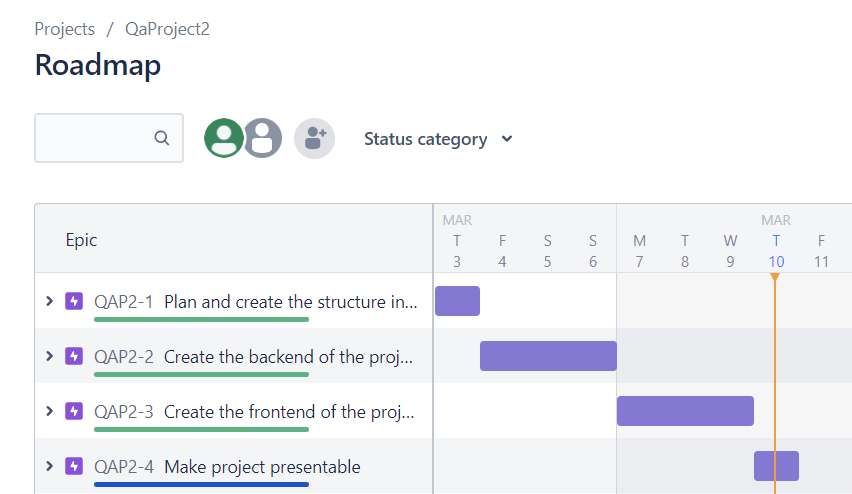 Projects / QaProject2
Roadmap
Status category
Epic
MAR MAR
T F S S M T W T F
3 4 5 6 7 8 9 10 11
QAP2-1 Plan and create the structure in...
QAP2-2 Create the backend of the proj...
QAP2-3 Create the frontend of the proj...
QAP2-4 Make project presentable